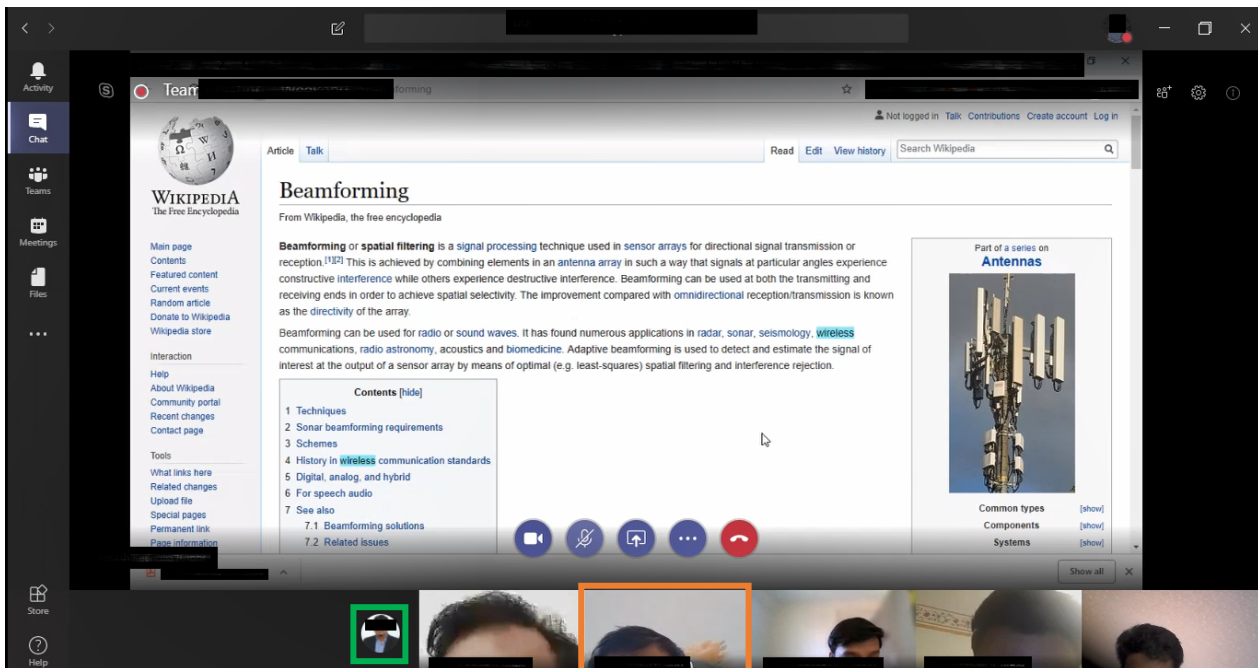 Activity
Chat
Teams
Meetings
Files
Store
Help
Team
Not logged in Talk Contributions Create account Log in
Article Talk
Read Edit View history Search Wikipedia
WIKIPEDIA
The Free Encyclopedia
Main page
Contents
Featured content
Current events
Random article
Donate to Wikipedia
Wikipedia store
Interaction
Help
About Wikipedia
Community portal
Recent changes
Contact page
Tools
What links here
Related changes
Upload file
Special pages
Permanent link
Page information
Beamforming
From Wikipedia, the free encyclopedia
Beamforming or spatial filtering is a signal processing technique used in sensor arrays for directional signal transmission or
reception.[1][2] This is achieved by combining elements in an antenna array in such a way that signals at particular angles experience
constructive interference while others experience destructive interference. Beamforming can be used at both the transmitting and
receiving ends in order to achieve spatial selectivity. The improvement compared with omnidirectional reception/transmission is known
as the directivity of the array.
Beamforming can be used for radio or sound waves. It has found numerous applications in radar, sonar, seismology, wireless
communications, radio astronomy, acoustics and biomedicine. Adaptive beamforming is used to detect and estimate the signal of
interest at the output of a sensor array by means of optimal (e.g. least-squares) spatial filtering and interference rejection.
Contents [hide]
1 Techniques
2 Sonar beamforming requirements
3 Schemes
4 History in wireless communication standards
5 Digital, analog, and hybrid
6 For speech audio
7 See also
7.1 Beamforming solutions
7.2 Related issues
Part of a series on
Antennas
Common types [show]
Components [show]
Systems [show]
Show all